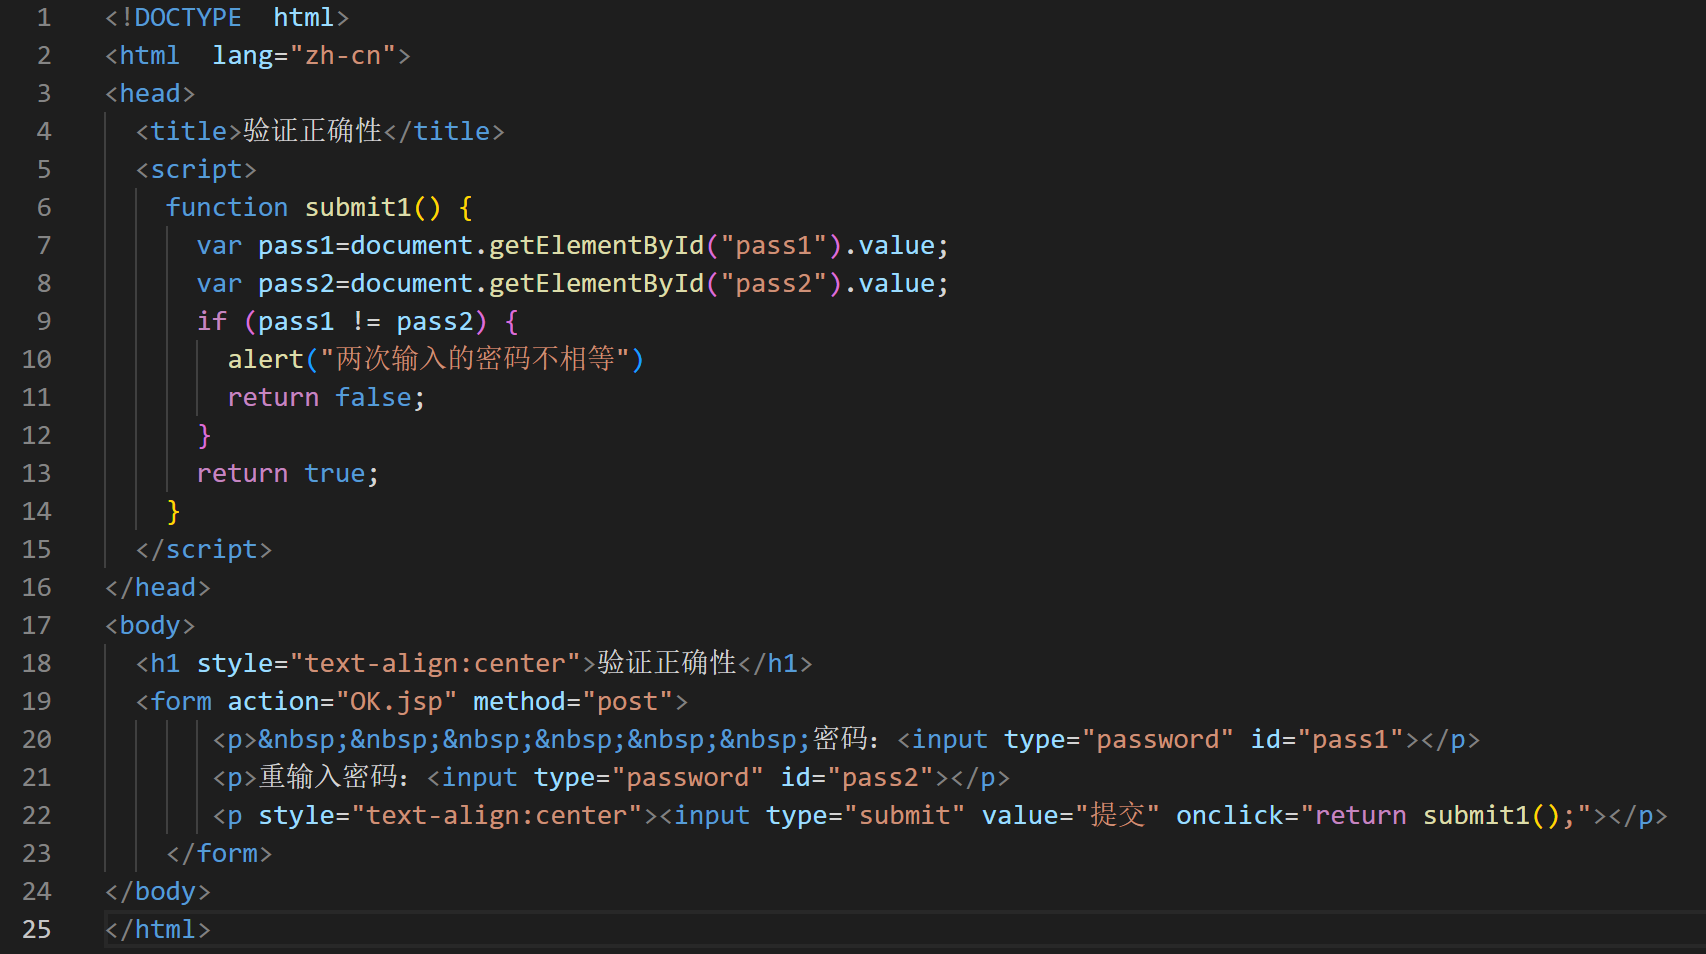 1 <!DOCTYPE  html>
2 <html  lang="zh-cn">
3 <head>
4 <title>验证正确性</title>
5 <script>
6 function submit1() {
7 var pass1=document.getElementById("pass1").value;
8 var pass2=document.getElementById("pass2").value;
9 if (pass1 != pass2) {
10 alert("两次输入的密码不相等")
11 return false;
12 }
13 return true;
14 }
15 </script>
16 </head>
17 <body>
18 <h1 style="text-align:center">验证正确性</h1>
19 <form action="OK.jsp" method="post">
20 <p>&nbsp;&nbsp;&nbsp;&nbsp;&nbsp;&nbsp;密码：<input type="password" id="pass1"></p>
21 <p>重输入密码：<input type="password" id="pass2"></p>
22 <p style="text-align:center"><input type="submit" value="提交" onclick="return submit1();"></p>
23 </form>
24 </body>
25 </html>